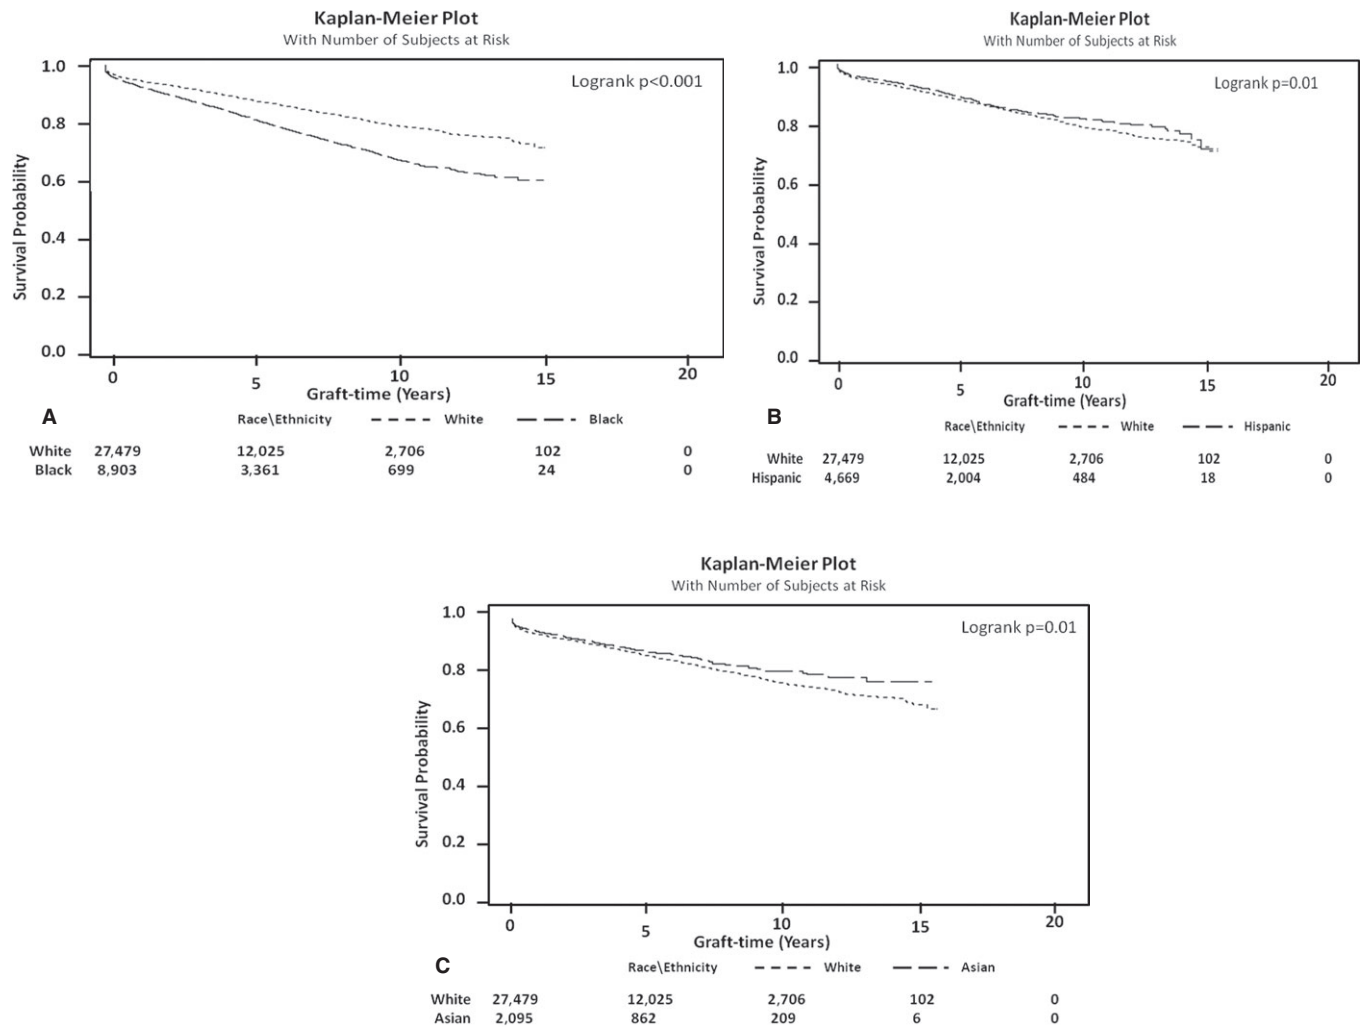 Kaplan-Meier Plot
With Number of Subjects at Risk
Logrank p<0.001
Survival Probability
1.0
0.8
0.6
0.4
0.2
0.0
0 5 10 15 20
Graft-time (Years)
A
Race\Ethnicity White Black
White 27,479 12,025 2,706 102 0
Black 8,903 3,361 699 24 0
Kaplan-Meier Plot
With Number of Subjects at Risk
Logrank p=0.01
Survival Probability
1.0
0.8
0.6
0.4
0.2
0.0
0 5 10 15 20
Graft-time (Years)
B
Race\Ethnicity White Hispanic
White 27,479 12,025 2,706 102 0
Hispanic 4,669 2,004 484 18 0
Kaplan-Meier Plot
With Number of Subjects at Risk
Logrank p=0.01
Survival Probability
1.0
0.8
0.6
0.4
0.2
0.0
0 5 10 15 20
Graft-time (Years)
C
Race\Ethnicity White Asian
White 27,479 12,025 2,706 102 0
Asian 2,095 862 209 6 0